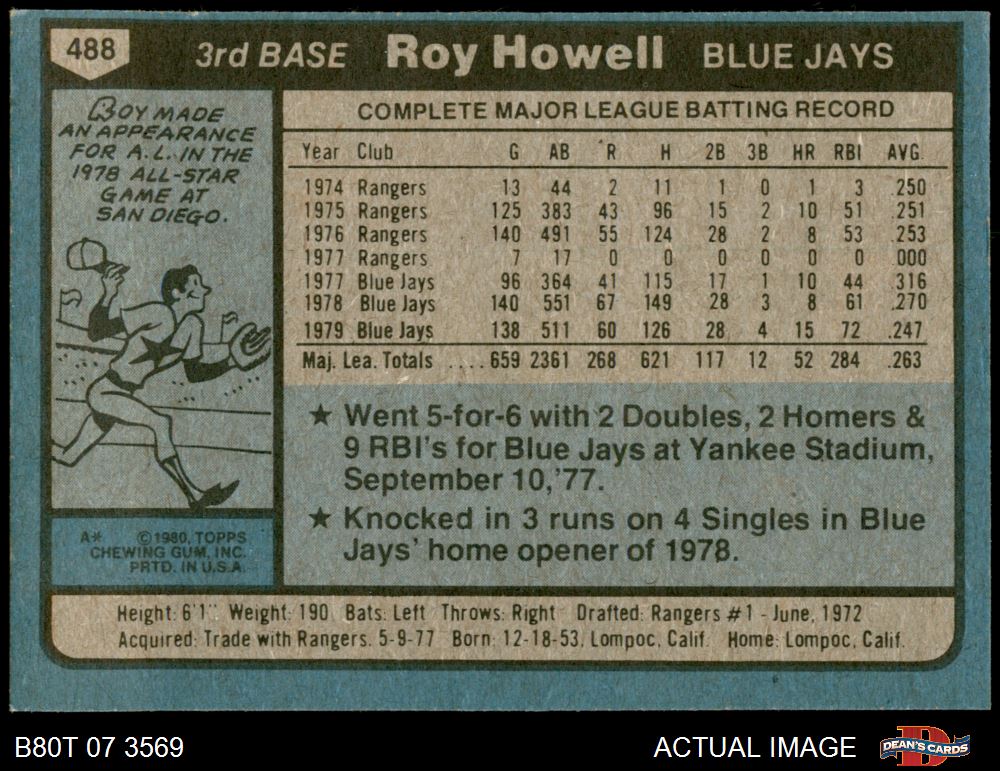 488
3rd BASE Roy Howell BLUE JAYS
ROY MADE
AN APPEARANCE
FOR A.L. IN THE
1978 ALL-STAR
GAME AT
SAN DIEGO.
COMPLETE MAJOR LEAGUE BATTING RECORD
Year Club G AB R H 2B 3B HR RBI AVG.
1974 Rangers 13 44 2 11 1 0 1 3 .250
1975 Rangers 125 383 43 96 15 2 10 51 .251
1976 Rangers 140 491 55 124 28 2 8 53 .253
1977 Rangers 7 17 0 0 0 0 0 0 .000
1977 Blue Jays 96 364 41 115 17 1 10 44 .316
1978 Blue Jays 140 551 67 149 28 3 8 61 .270
1979 Blue Jays 138 511 60 126 28 4 15 72 .247
Maj. Lea. Totals ....659 2361 268 621 117 12 52 284 .263
★ Went 5-for-6 with 2 Doubles, 2 Homers &
9 RBI's for Blue Jays at Yankee Stadium,
September 10,'77.
★ Knocked in 3 runs on 4 Singles in Blue
Jays' home opener of 1978.
A* ©1980, TOPPS
CHEWING GUM, INC.
PRTD. IN U.S.A.
Height: 6'1" Weight: 190 Bats: Left Throws: Right Drafted: Rangers #1 - June, 1972
Acquired: Trade with Rangers, 5-9-77 Born: 12-18-53, Lompoc, Calif. Home: Lompoc, Calif.
B80T 07 3569
ACTUAL IMAGE
DEAN'S CARDS